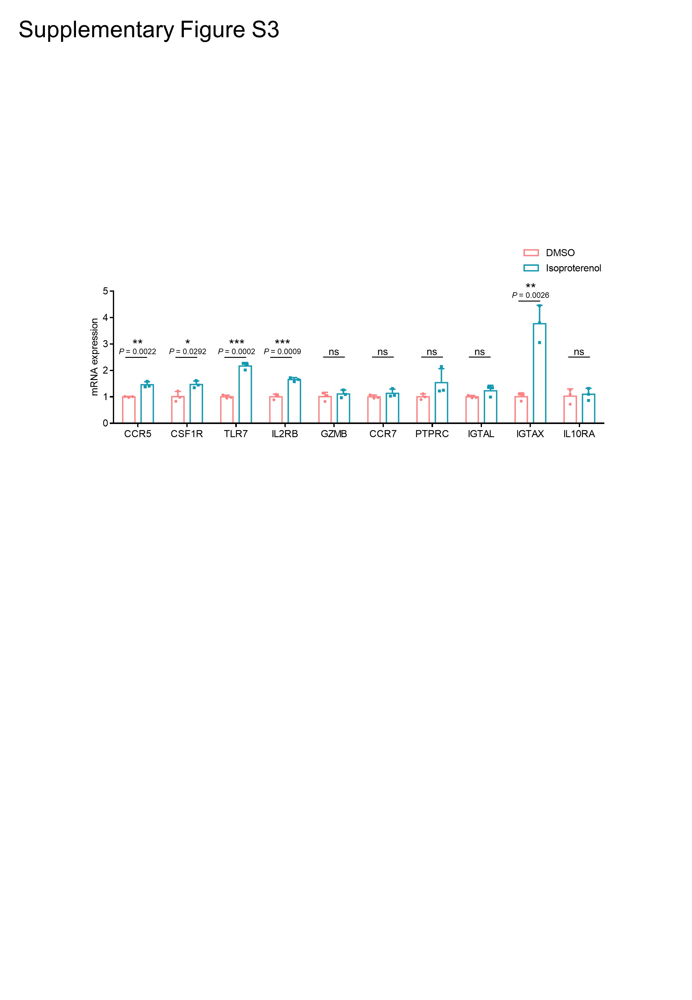 Supplementary Figure S3
DMSO
Isoproterenol
mRNA expression
5
4
3
2
1
0
**
P = 0.0022
*
P = 0.0292
***
P = 0.0002
***
P = 0.0009
ns
ns
ns
ns
**
P = 0.0026
ns
CCR5 CSF1R TLR7 IL2RB GZMB CCR7 PTPRC IGTAL IGTAX IL10RA